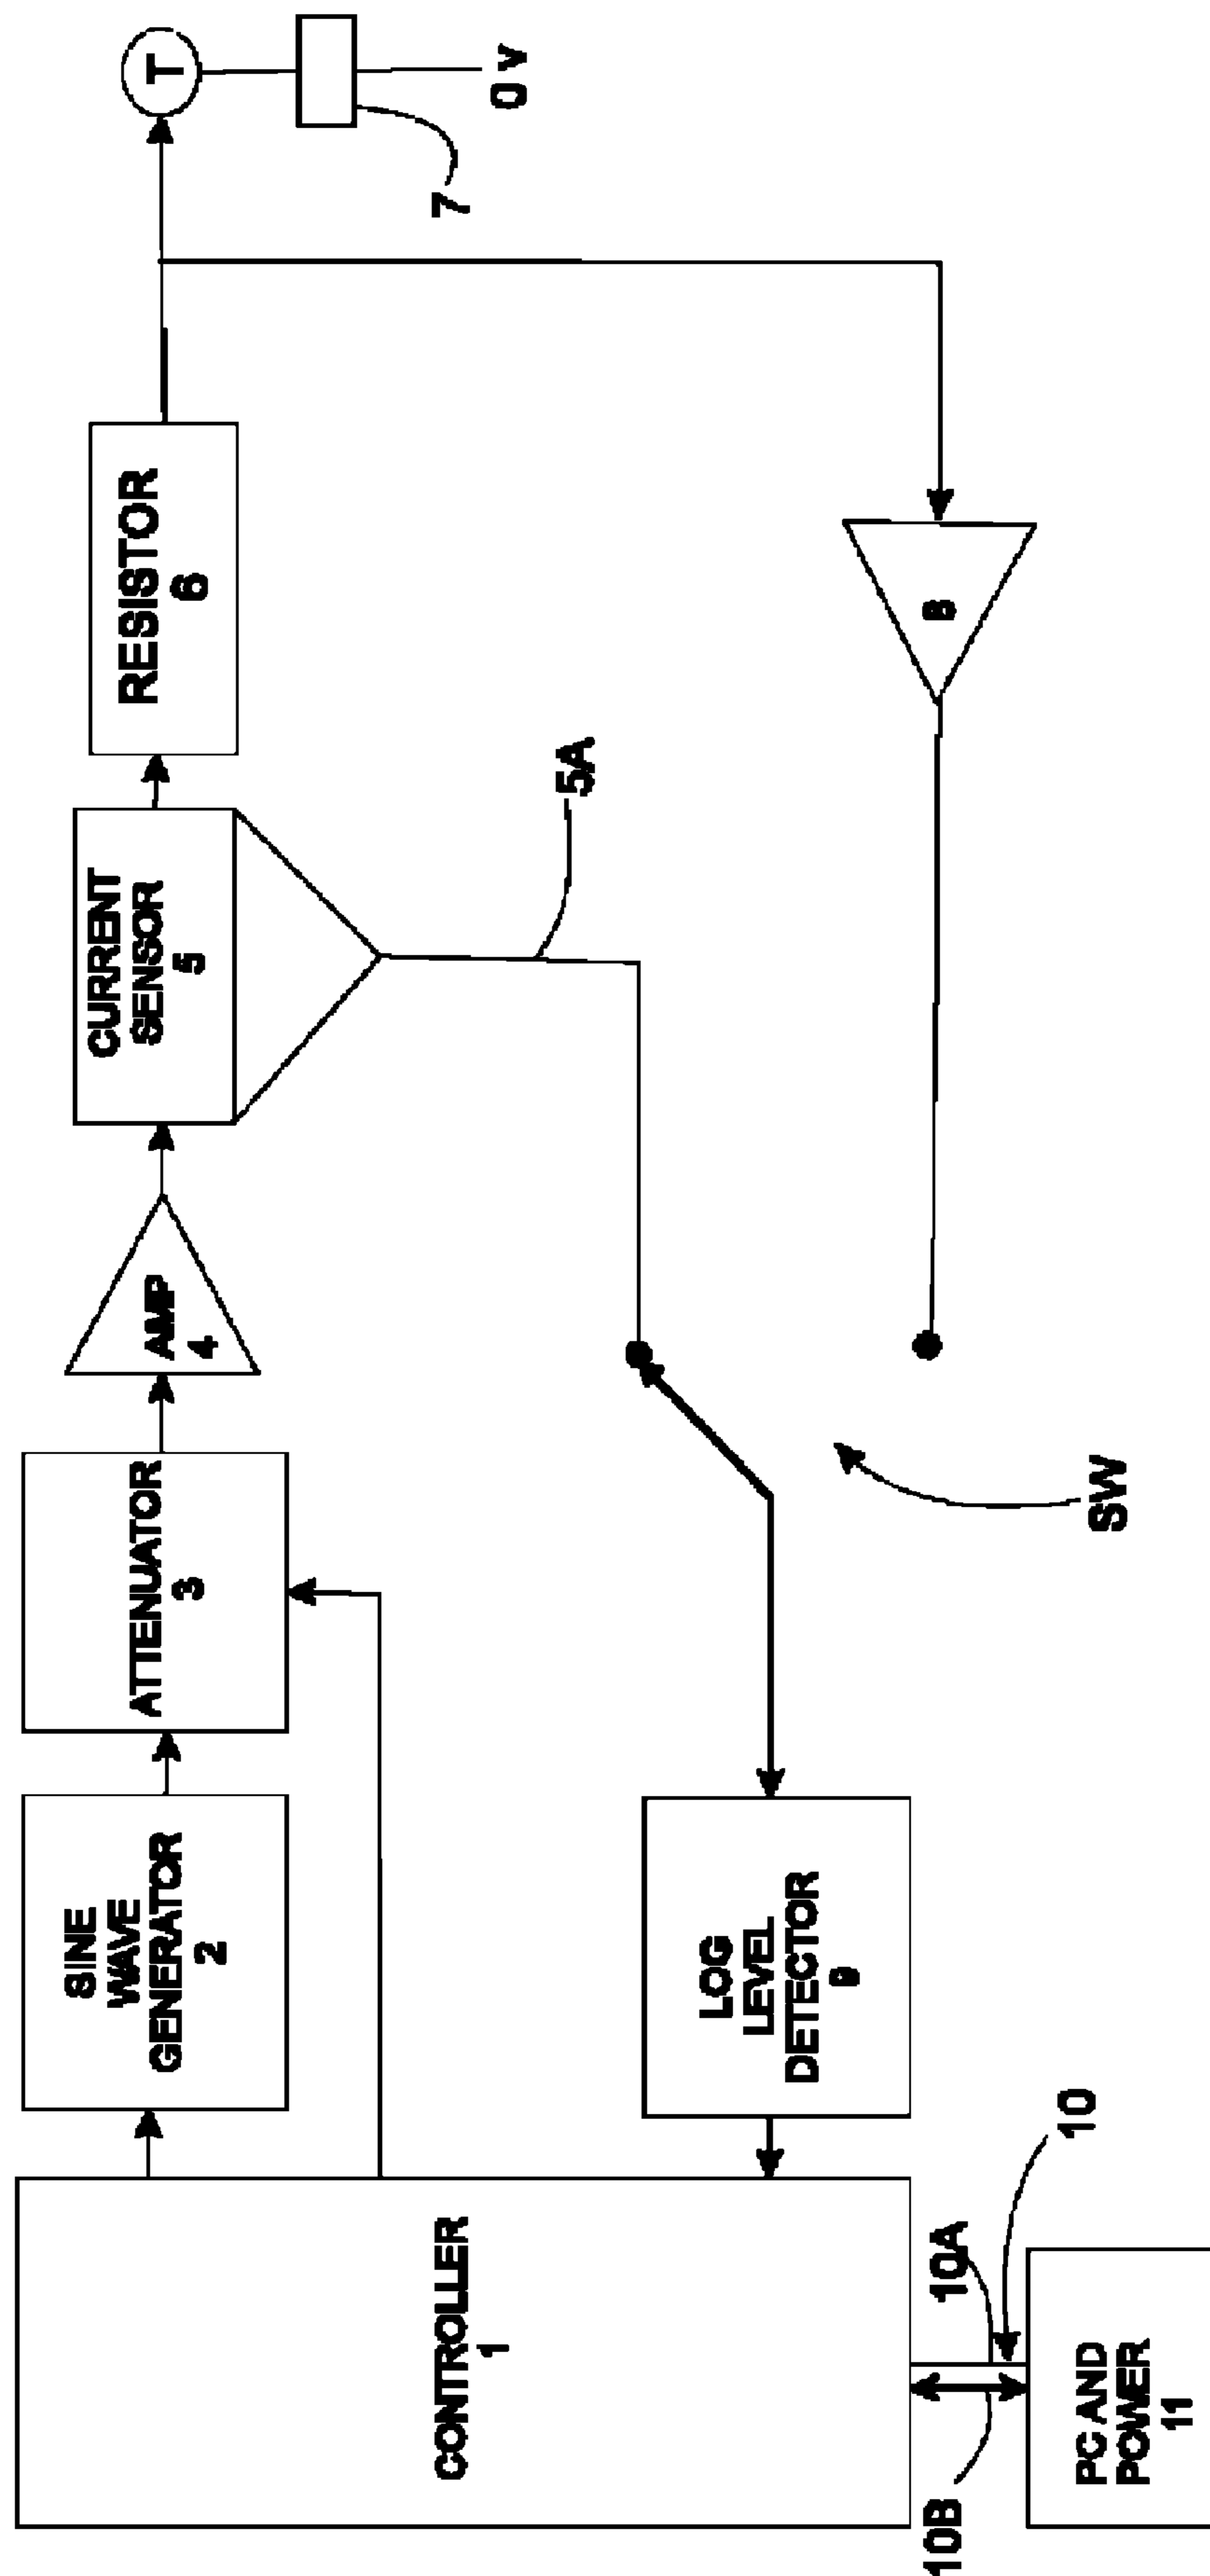 CONTROLLER
1
SINE
WAVE
GENERATOR
2
ATTENUATOR
3
AMP
4
CURRENT
SENSOR
5
RESISTOR
6
T
7
0 v
5A
8
SW
LOG
LEVEL
DETECTOR
9
10
10A
10B
PC AND
POWER
11